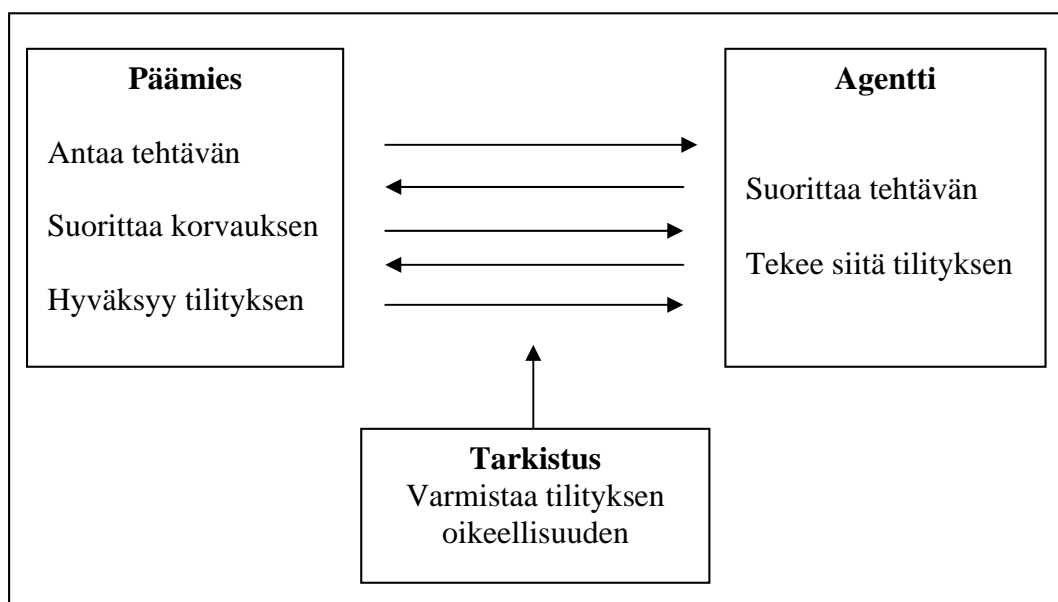 Päämies
Antaa tehtävän
Suorittaa korvauksen
Hyväksyy tilityksen
Agentti
Suorittaa tehtävän
Tekee siitä tilityksen
Tarkistus
Varmistaa tilityksen
oikeellisuuden